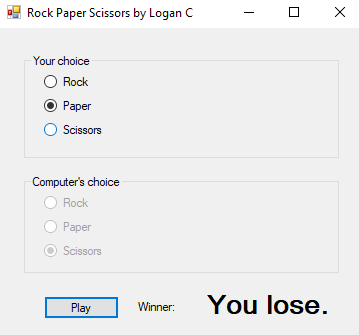 Rock Paper Scissors by Logan C
Your choice
Rock
Paper
Scissors
Computer's choice
Rock
Paper
Scissors
Play Winner: You lose.